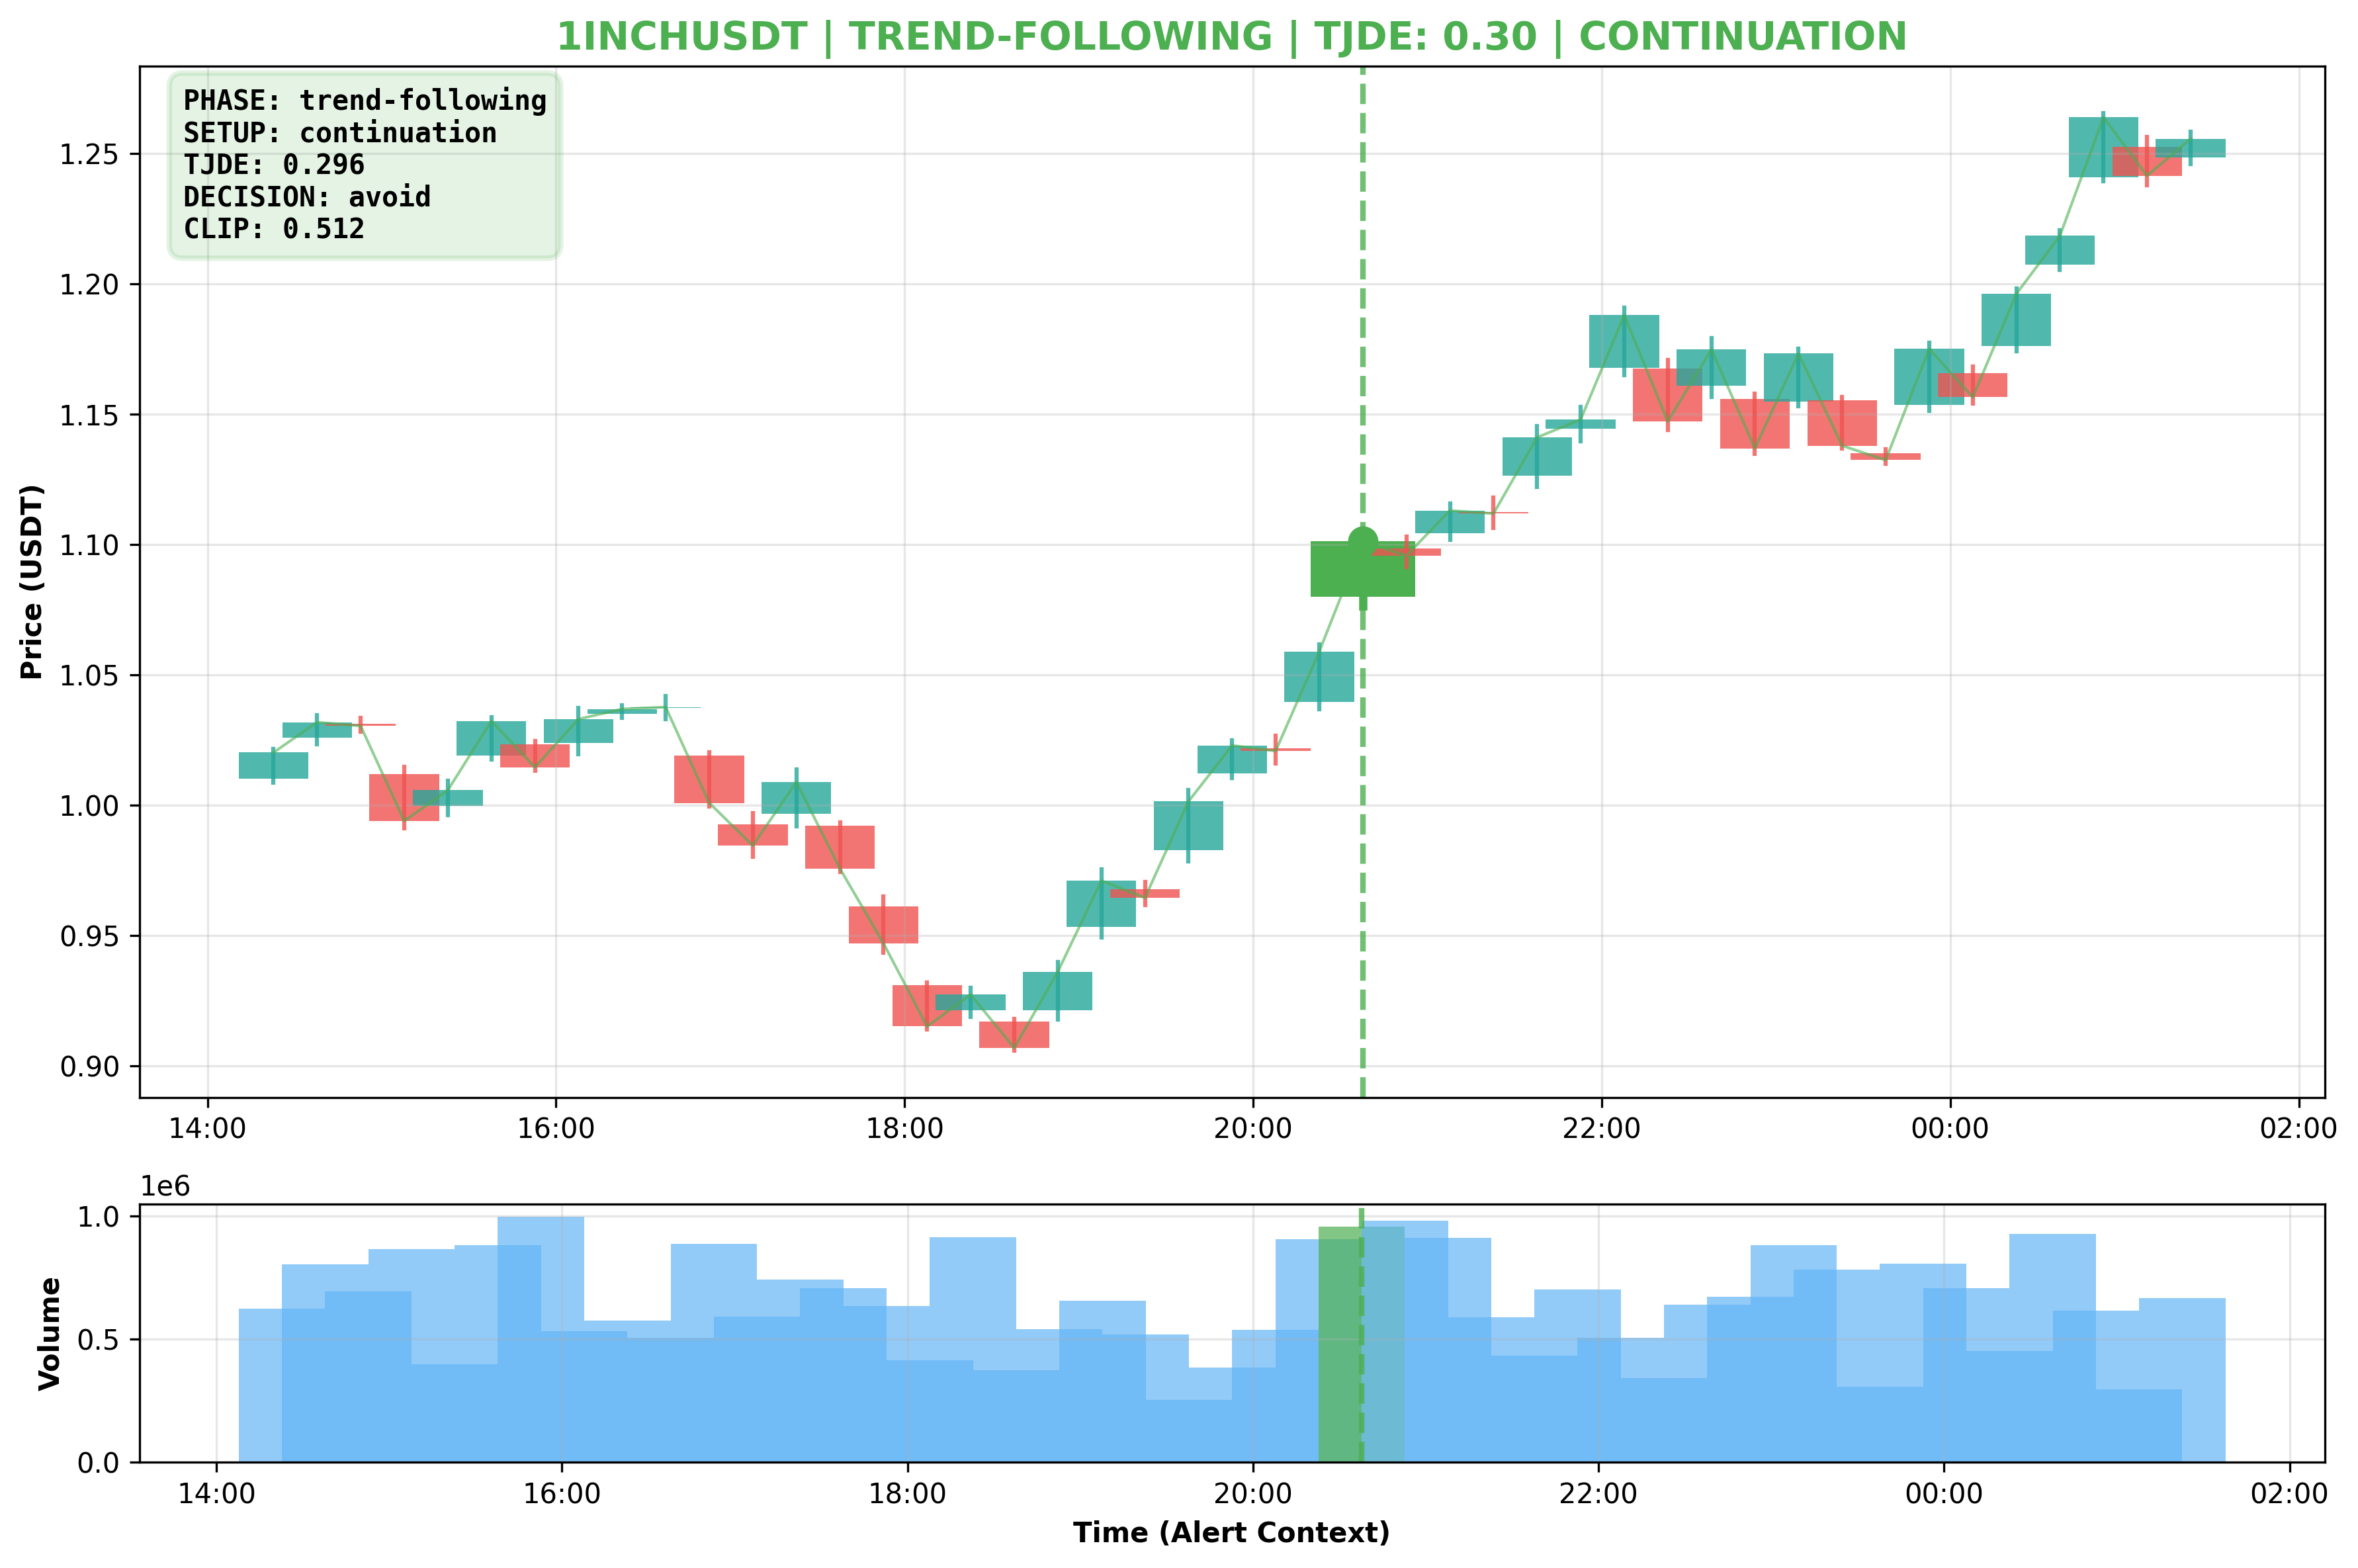 1INCHUSDT | TREND-FOLLOWING | TJDE: 0.30 | CONTINUATION
PHASE: trend-following
SETUP: continuation
TJDE: 0.296
DECISION: avoid
CLIP: 0.512
1.25
1.20
1.15
1.10
1.05
1.00
0.95
0.90
Price (USDT)
14:00 16:00 18:00 20:00 22:00 00:00 02:00
1e6
1.0
0.5
0.0
Volume
14:00 16:00 18:00 20:00 22:00 00:00 02:00
Time (Alert Context)